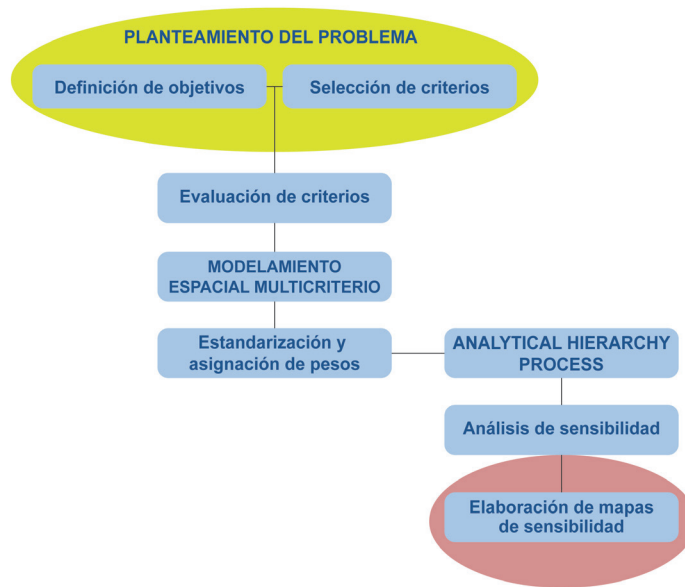 PLANTEAMIENTO DEL PROBLEMA
Definición de objetivos
Selección de criterios
Evaluación de criterios
MODELAMIENTO
ESPACIAL MULTICRITERIO
Estandarización y
asignación de pesos
ANALYTICAL HIERARCHY
PROCESS
Análisis de sensibilidad
Elaboración de mapas
de sensibilidad